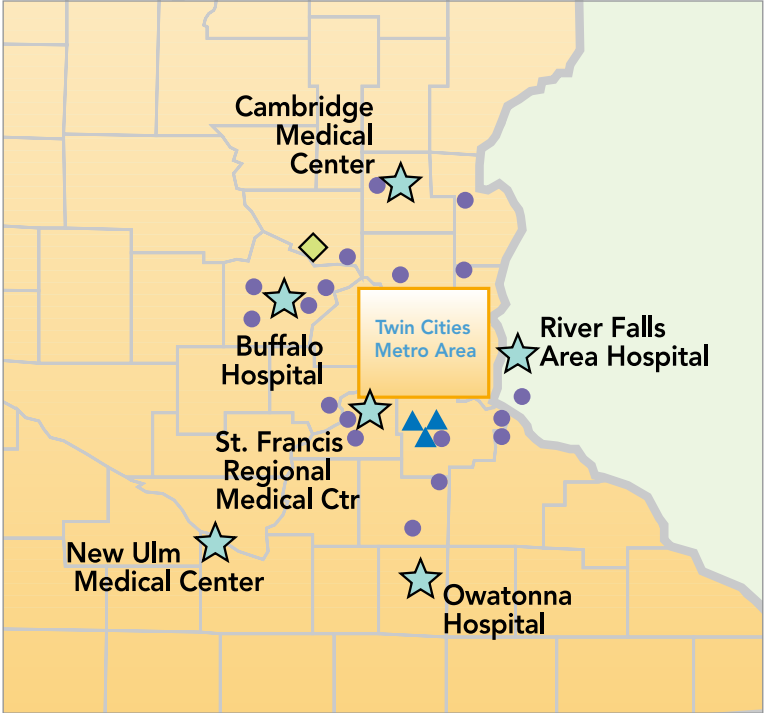 Cambridge
Medical
Center
Twin Cities
Metro Area
River Falls
Area Hospital
Buffalo
Hospital
St. Francis
Regional
Medical Ctr
New Ulm
Medical Center
Owatonna
Hospital